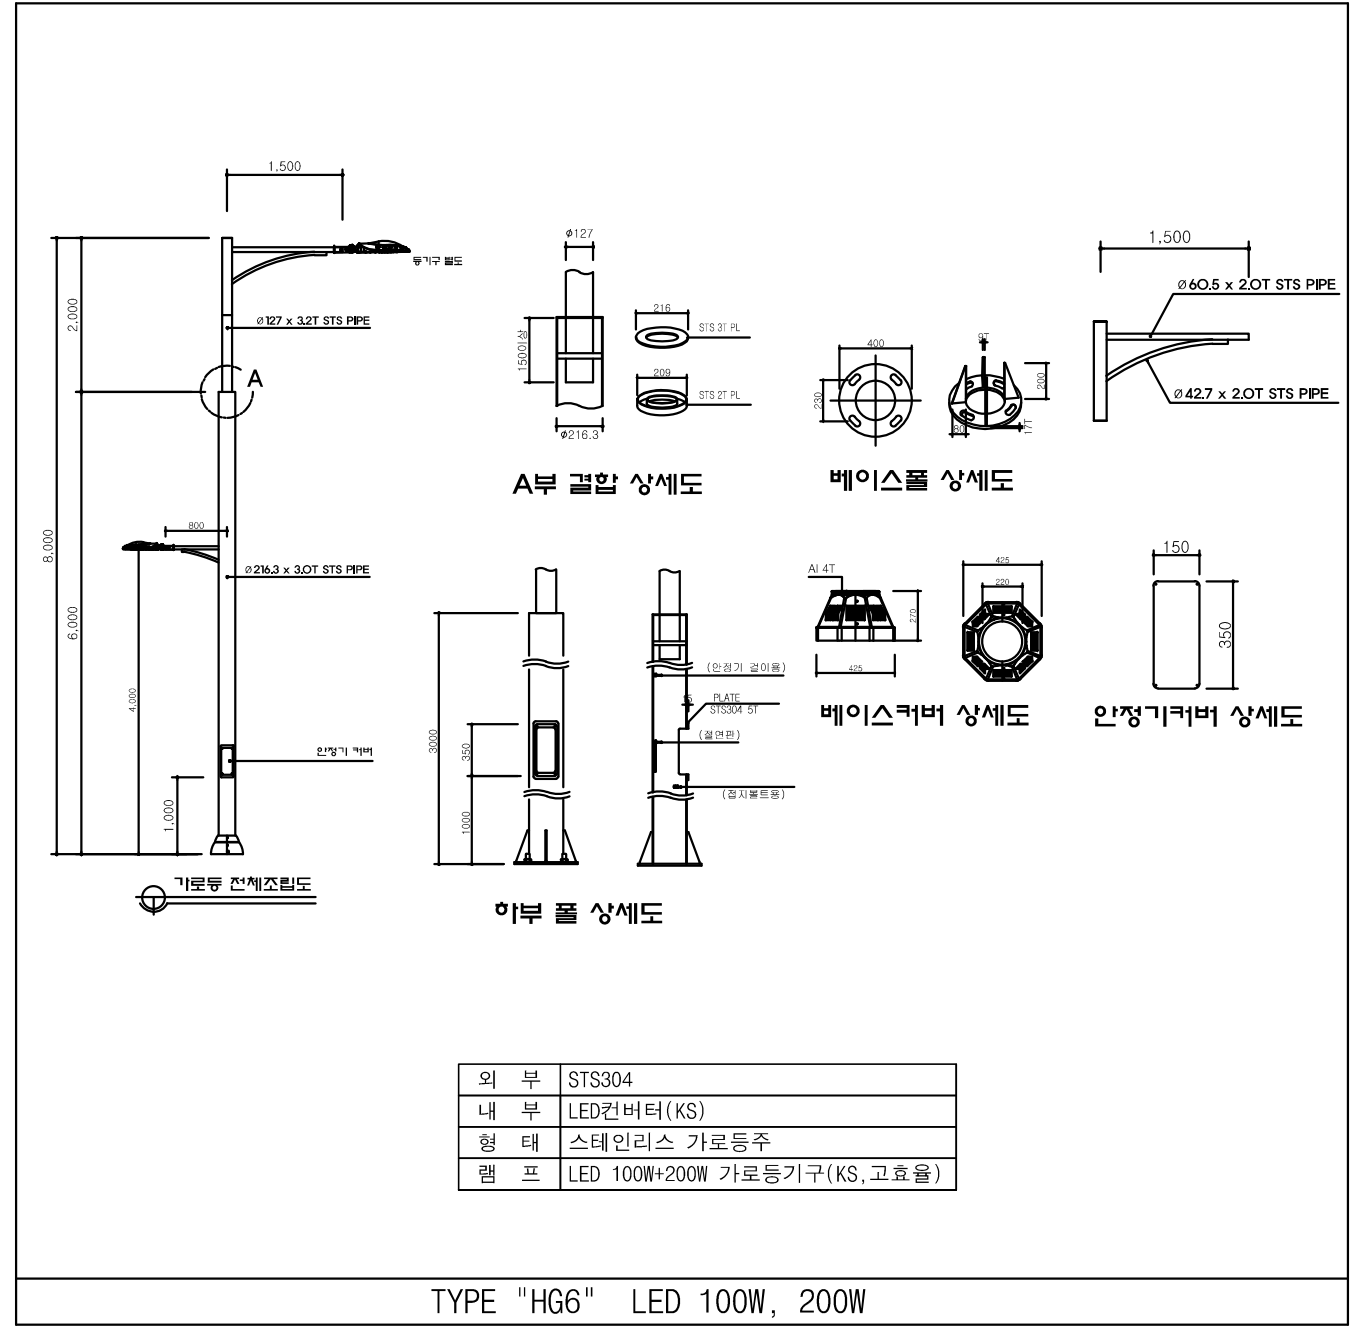 1,500
등기구 별도
2,000
Ø127 x 3.2T STS PIPE
A
8,000
800
Ø216.3 x 3.0T STS PIPE
6,000
4,000
안정기 커버
1,000
가로등 전체조립도
Ø127
1500이상
216
STS 3T PL
209
STS 2T PL
Ø216.3
A부 결합 상세도
400
230
9T
200
80
17T
베이스폴 상세도
1,500
Ø60.5 x 2.0T STS PIPE
Ø42.7 x 2.0T STS PIPE
3000
350
1000
(안정기 걸이용)
15
PLATE
STS304 5T
(절연판)
(접지볼트용)
하부 폴 상세도
Al 4T
270
425
425
220
베이스커버 상세도
150
350
안정기커버 상세도
외 부 STS304
내 부 LED컨버터(KS)
형 태 스테인리스 가로등주
램 프 LED 100W+200W 가로등기구(KS,고효율)
TYPE "HG6" LED 100W, 200W